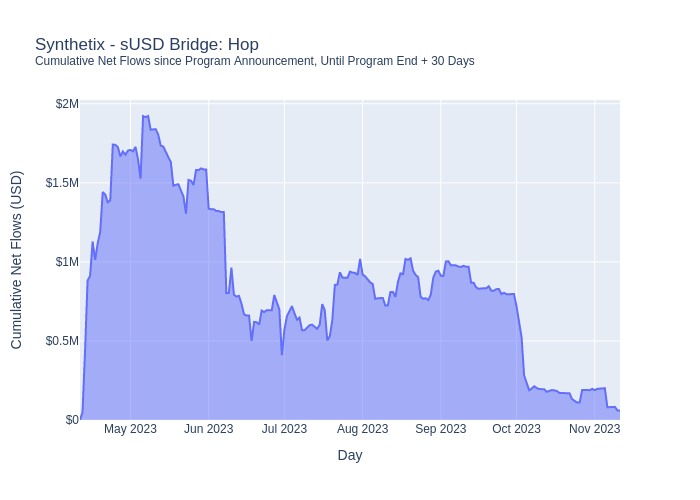 Synthetix - sUSD Bridge: Hop
Cumulative Net Flows since Program Announcement, Until Program End + 30 Days
Cumulative Net Flows (USD)
$2M
$1.5M
$1M
$0.5M
$0
May 2023
Jun 2023
Jul 2023
Aug 2023
Sep 2023
Oct 2023
Nov 2023
Day